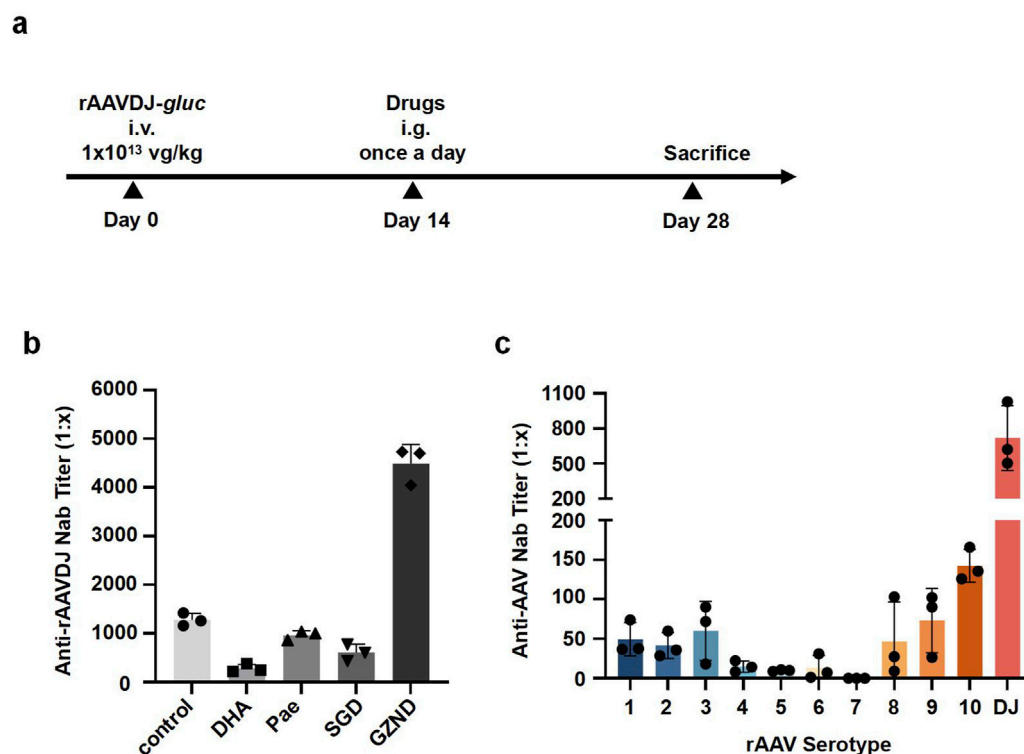 a
rAAVDJ-gluc
i.v.
1x10¹³ vg/kg
Drugs
i.g.
once a day
Sacrifice
Day 0
Day 14
Day 28
b
Anti-rAAVDJ Nab Titer (1:x)
6000
5000
4000
3000
2000
1000
0
control
DHA
Pae
SGD
GZND
c
Anti-AAV Nab Titer (1:x)
1100
800
500
200
200
150
100
50
0
1 2 3 4 5 6 7 8 9 10 DJ
rAAV Serotype